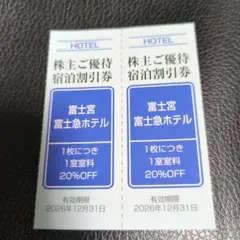 HOTEL
株主ご優待
宿泊割引券
富士宮
富士急ホテル
1枚につき
1室室料
20%OFF
有効期限
2026年12月31日
HOTEL
株主ご優待
宿泊割引券
富士宮
富士急ホテル
1枚につき
1室室料
20%OFF
有効期限
2026年12月31日